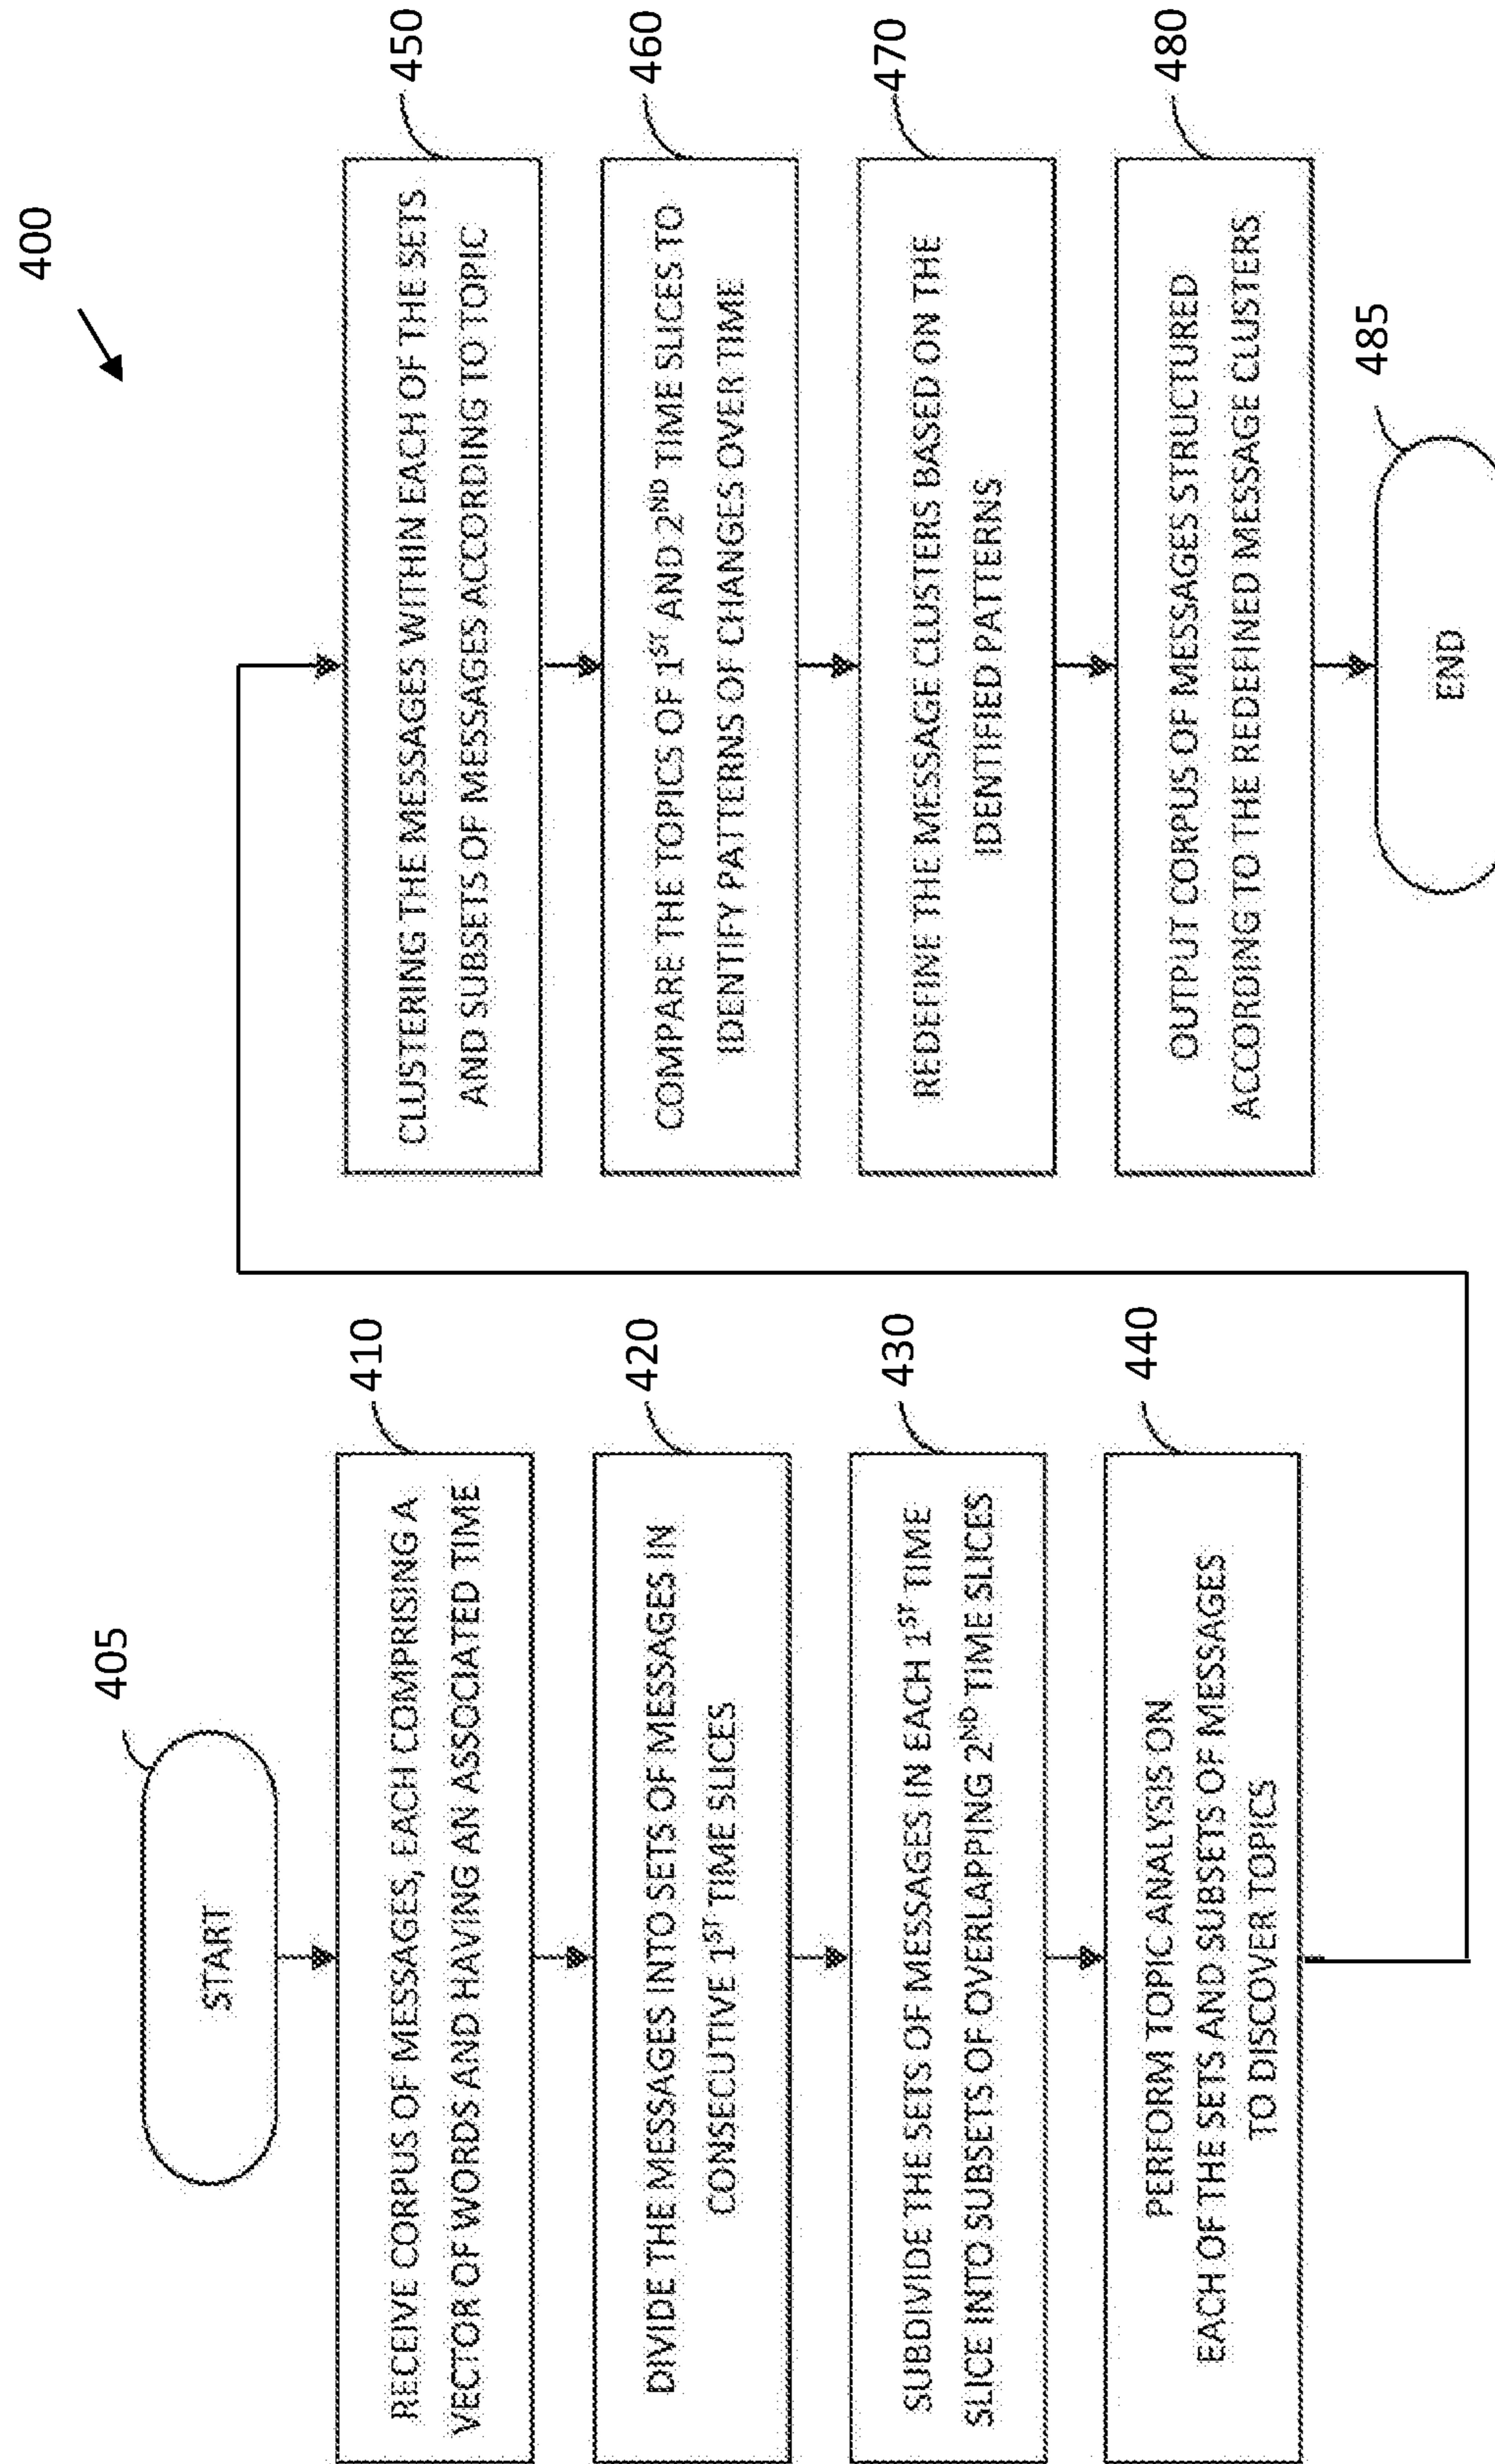 400
405
START
410
RECEIVE CORPUS OF MESSAGES, EACH COMPRISING A
VECTOR OF WORDS AND HAVING AN ASSOCIATED TIME
420
DIVIDE THE MESSAGES INTO SETS OF MESSAGES IN
CONSECUTIVE 1ST TIME SLICES
430
SUBDIVIDE THE SETS OF MESSAGES IN EACH 1ST TIME
SLICE INTO SUBSETS OF OVERLAPPING 2ND TIME SLICES
440
PERFORM TOPIC ANALYSIS ON
EACH OF THE SETS AND SUBSETS OF MESSAGES
TO DISCOVER TOPICS
450
CLUSTERING THE MESSAGES WITHIN EACH OF THE SETS
AND SUBSETS OF MESSAGES ACCORDING TO TOPIC
460
COMPARE THE TOPICS OF 1ST AND 2ND TIME SLICES TO
IDENTIFY PATTERNS OF CHANGES OVER TIME
470
REDEFINE THE MESSAGE CLUSTERS BASED ON THE
IDENTIFIED PATTERNS
480
OUTPUT CORPUS OF MESSAGES STRUCTURED
ACCORDING TO THE REDEFINED MESSAGE CLUSTERS
485
END